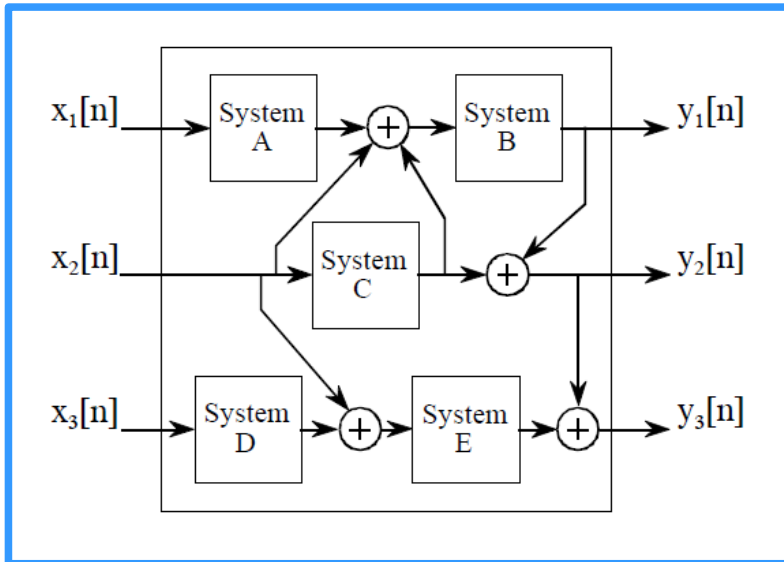 x₁[n]
System
A
+
System
B
y₁[n]
x₂[n]
System
C
+
y₂[n]
x₃[n]
System
D
+
System
E
+
y₃[n]